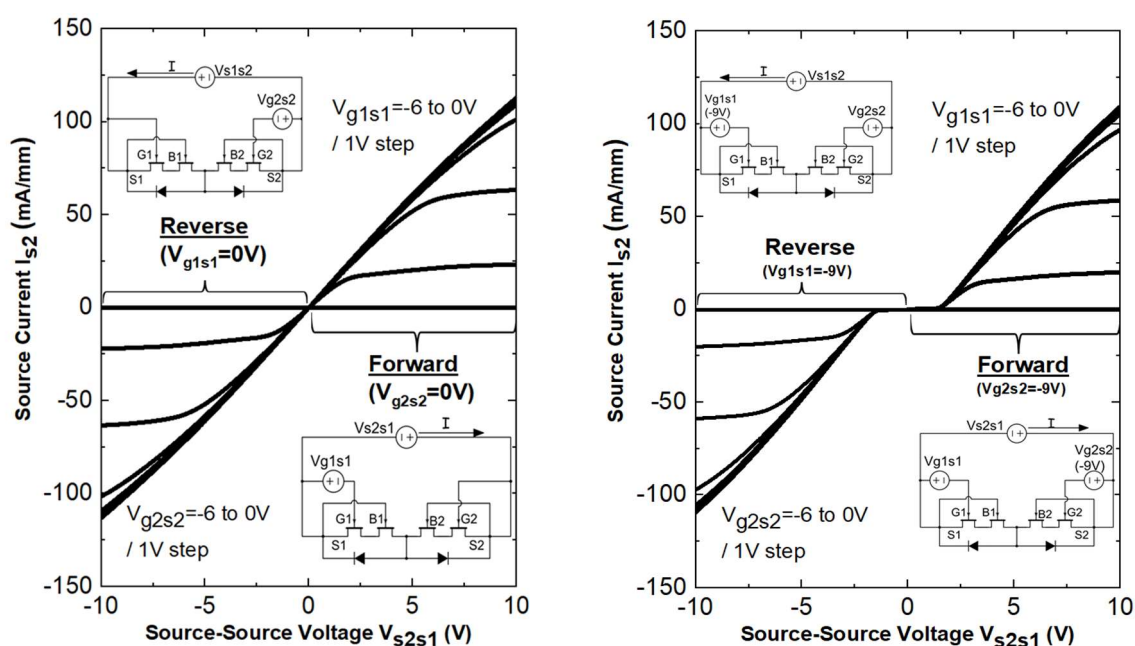 150
100
50
0
-50
-100
-150
-10
-5
0
5
10
Source Current Is2 (mA/mm)
Source-Source Voltage Vs2s1 (V)
I
Vs1s2
Vg2s2
G1
B1
B2
G2
S1
S2
Vg1s1=-6 to 0V
/ 1V step
Reverse
(Vg1s1=0V)
Forward
(Vg2s2=0V)
Vs2s1
I
Vg1s1
G1
B1
B2
G2
S1
S2
Vg2s2=-6 to 0V
/ 1V step
150
100
50
0
-50
-100
-150
-10
-5
0
5
10
Source Current Is2 (mA/mm)
Source-Source Voltage Vs2s1 (V)
I
Vs1s2
Vg1s1
(-9V)
Vg2s2
G1
B1
B2
G2
S1
S2
Vg1s1=-6 to 0V
/ 1V step
Reverse
(Vg1s1=-9V)
Forward
(Vg2s2=-9V)
Vs2s1
I
Vg1s1
Vg2s2
(-9V)
G1
B1
B2
G2
S1
S2
Vg2s2=-6 to 0V
/ 1V step